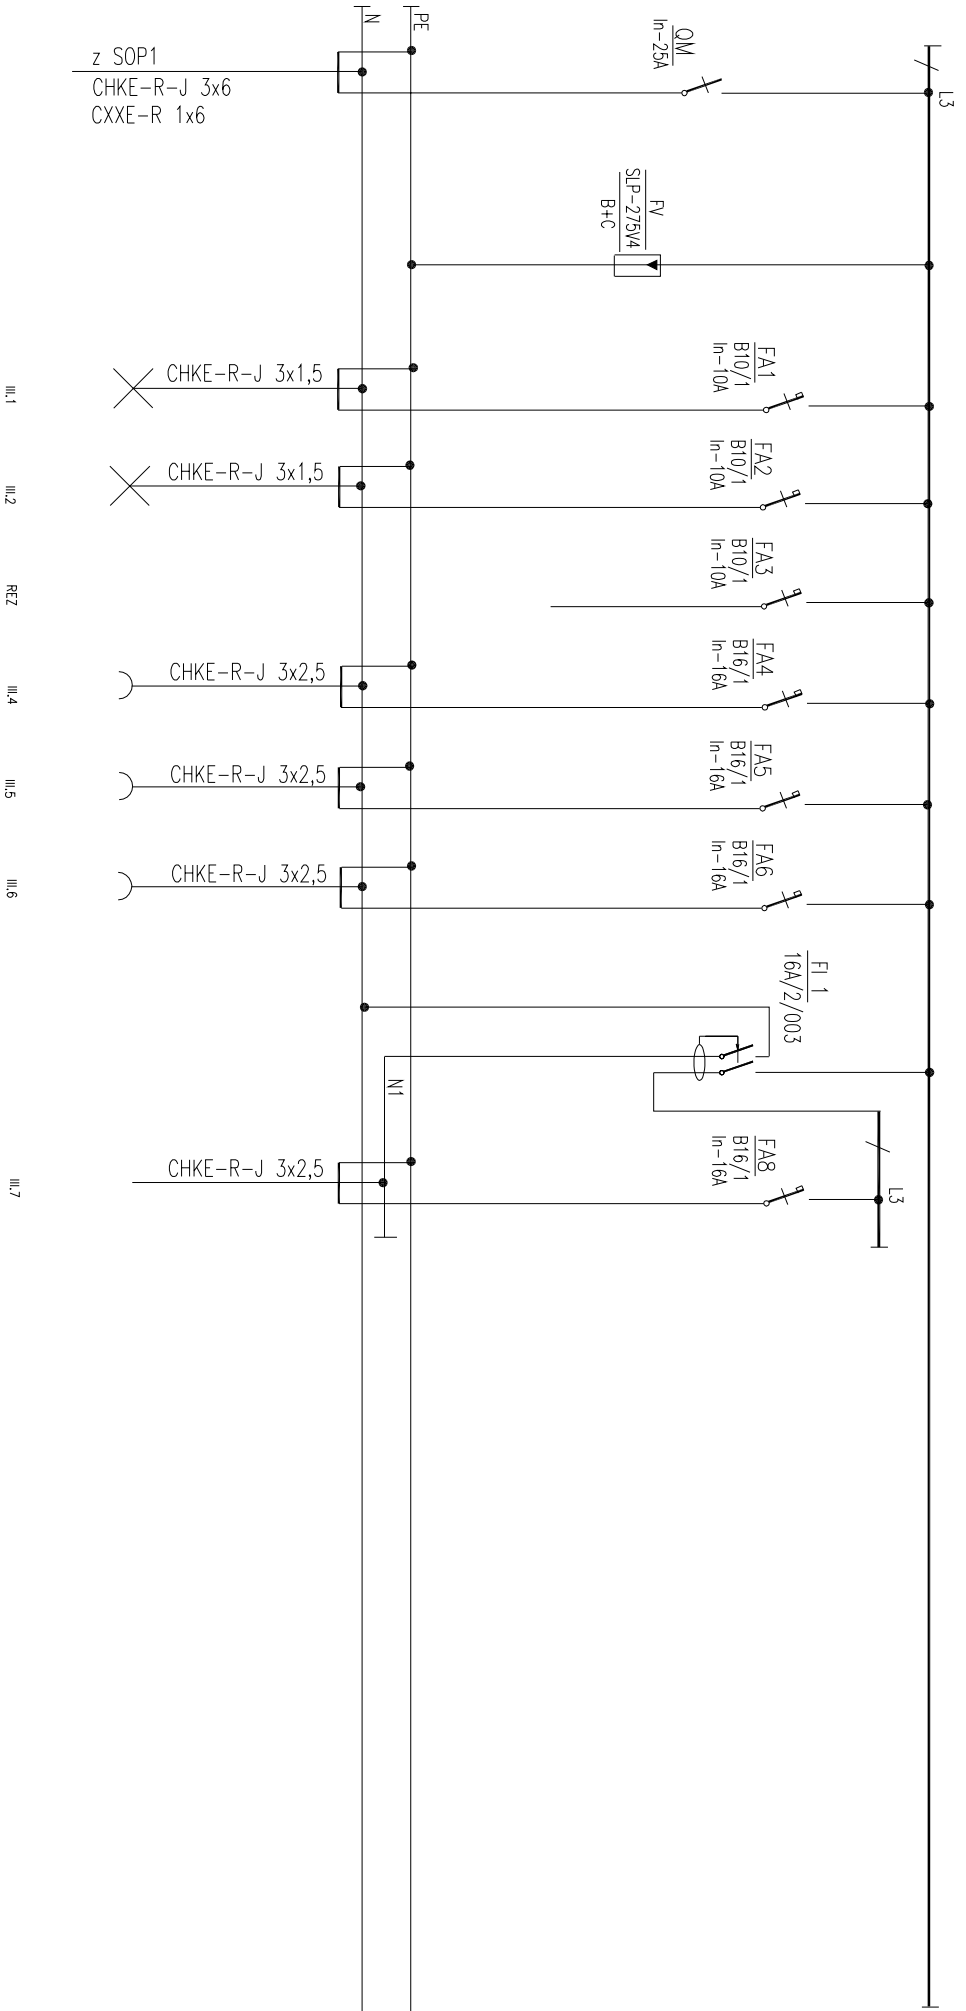 N
PE
z SOP1
CHKE-R-J 3x6
CXXE-R 1x6
QM
In-25A
L3
FV
SLP-275V4
B+C
FA1
B10/1
In-10A
CHKE-R-J 3x1,5
III.1
FA2
B10/1
In-10A
CHKE-R-J 3x1,5
III.2
FA3
B10/1
In-10A
REZ
FA4
B16/1
In-16A
CHKE-R-J 3x2,5
III.4
FA5
B16/1
In-16A
CHKE-R-J 3x2,5
III.5
FA6
B16/1
In-16A
CHKE-R-J 3x2,5
III.6
FI 1
16A/2/003
N1
FA8
B16/1
In-16A
L3
CHKE-R-J 3x2,5
III.7